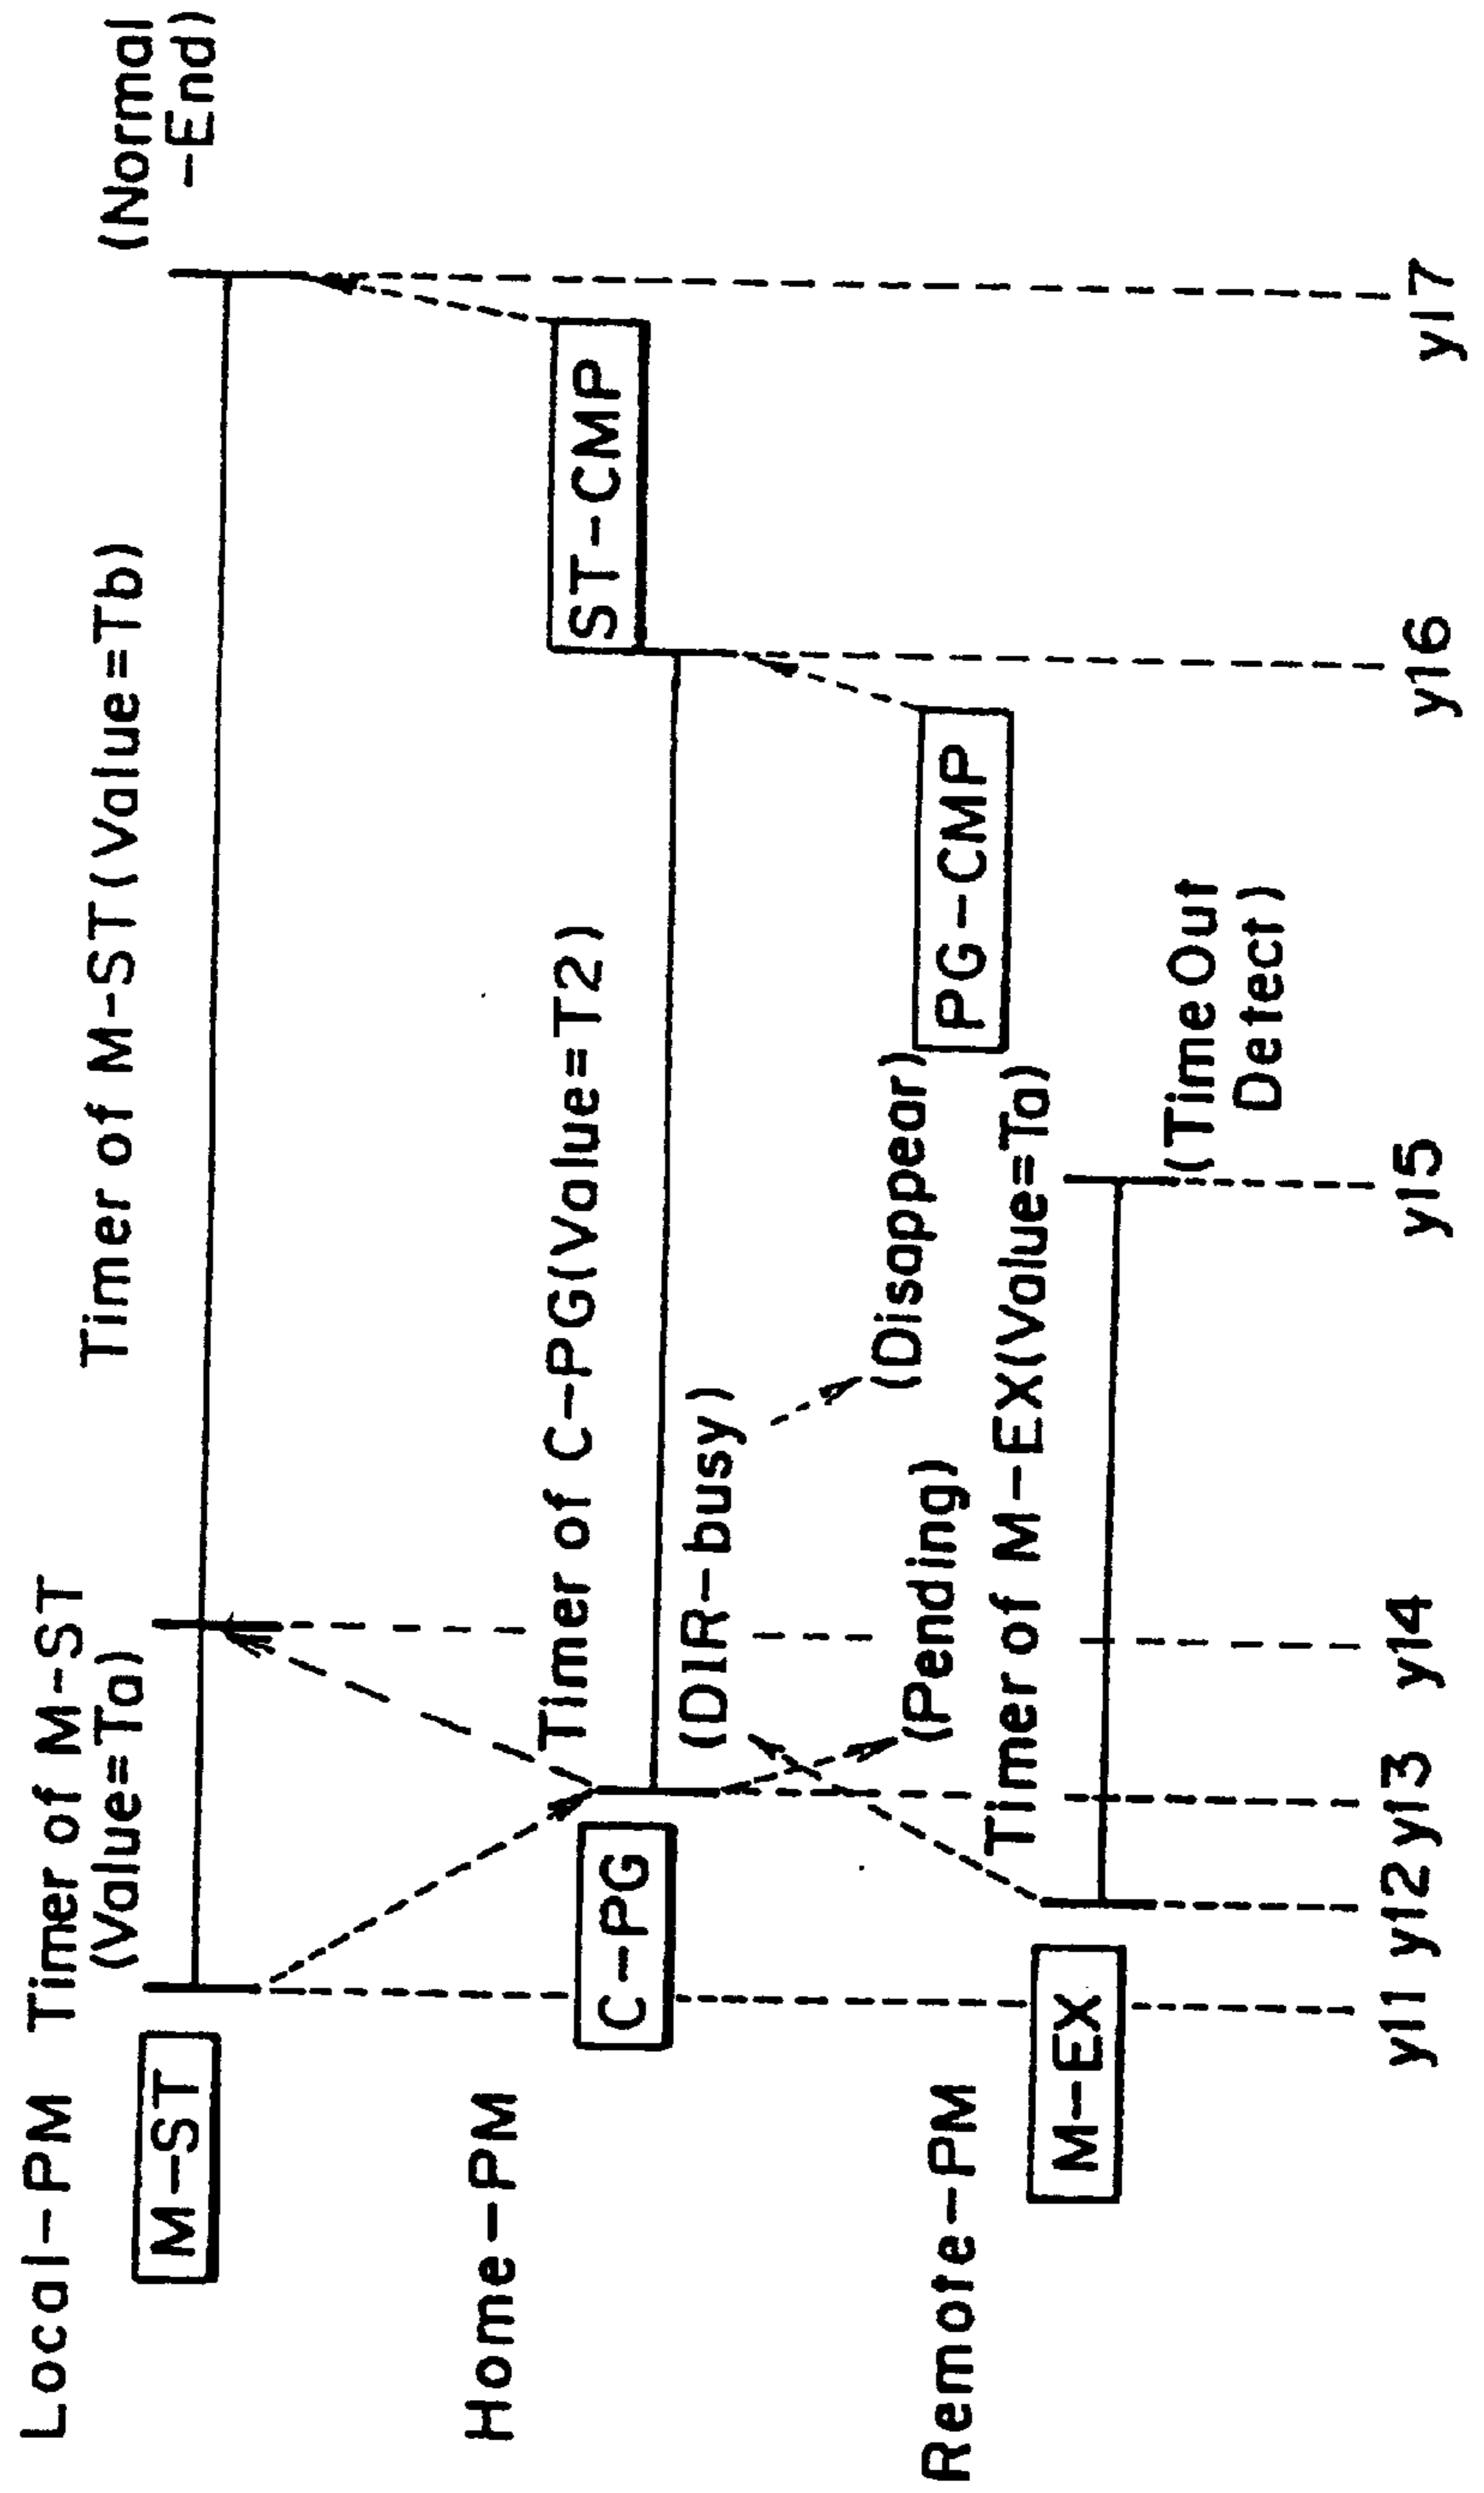 Local-PM
Timer of M-ST
(Value=Ta)
Timer of M-ST(Value=Tb)
(Normal
-End)
M-ST
Home-PM
Timer of C-PG(Value=T2)
C-PG
ST-CMP
(DIR-busy)
(Disappear)
(Pending)
PG-CMP
Remote-PM
Timer of M-EX(Value=Ta)
M-EX
(TimeOut
Detect)
y11 y12 y13 y14 y15 y16 y17